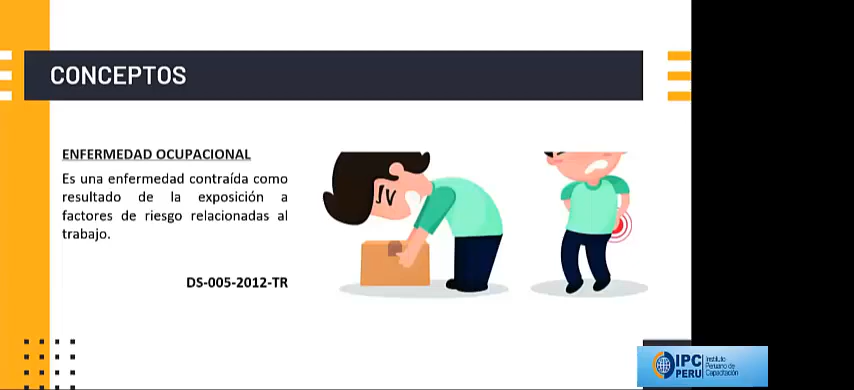 CONCEPTOS
ENFERMEDAD OCUPACIONAL
Es una enfermedad contraída como
resultado de la exposición a
factores de riesgo relacionadas al
trabajo.
DS-005-2012-TR
IPC
PERU
Instituto
Peruano de
Capacitación